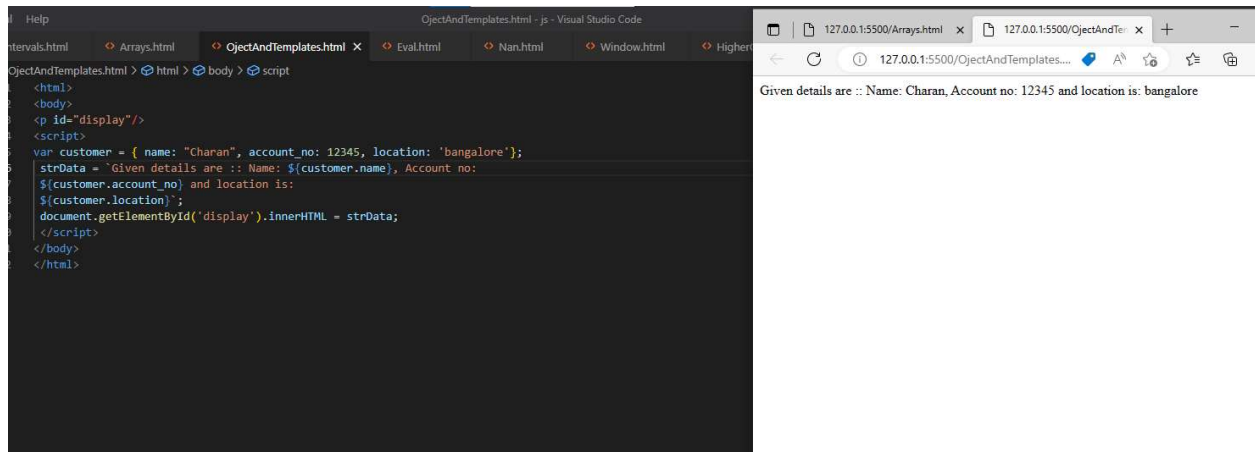 Help
OjectAndTemplates.html - js - Visual Studio Code
Arrays.html OjectAndTemplates.html Eval.html Nan.html Window.html
OjectAndTemplates.html > html > body > script
<html>
<body>
<p id="display"/>
<script>
var customer = { name: "Charan", account_no: 12345, location: 'bangalore'};
strData = `Given details are :: Name: ${customer.name}, Account no:
${customer.account_no} and location is:
${customer.location}`;
document.getElementById('display').innerHTML = strData;
</script>
</body>
</html>
127.0.0.1:5500/Arrays.html 127.0.0.1:5500/OjectAndTe
127.0.0.1:5500/OjectAndTemplates....
Given details are :: Name: Charan, Account no: 12345 and location is: bangalore